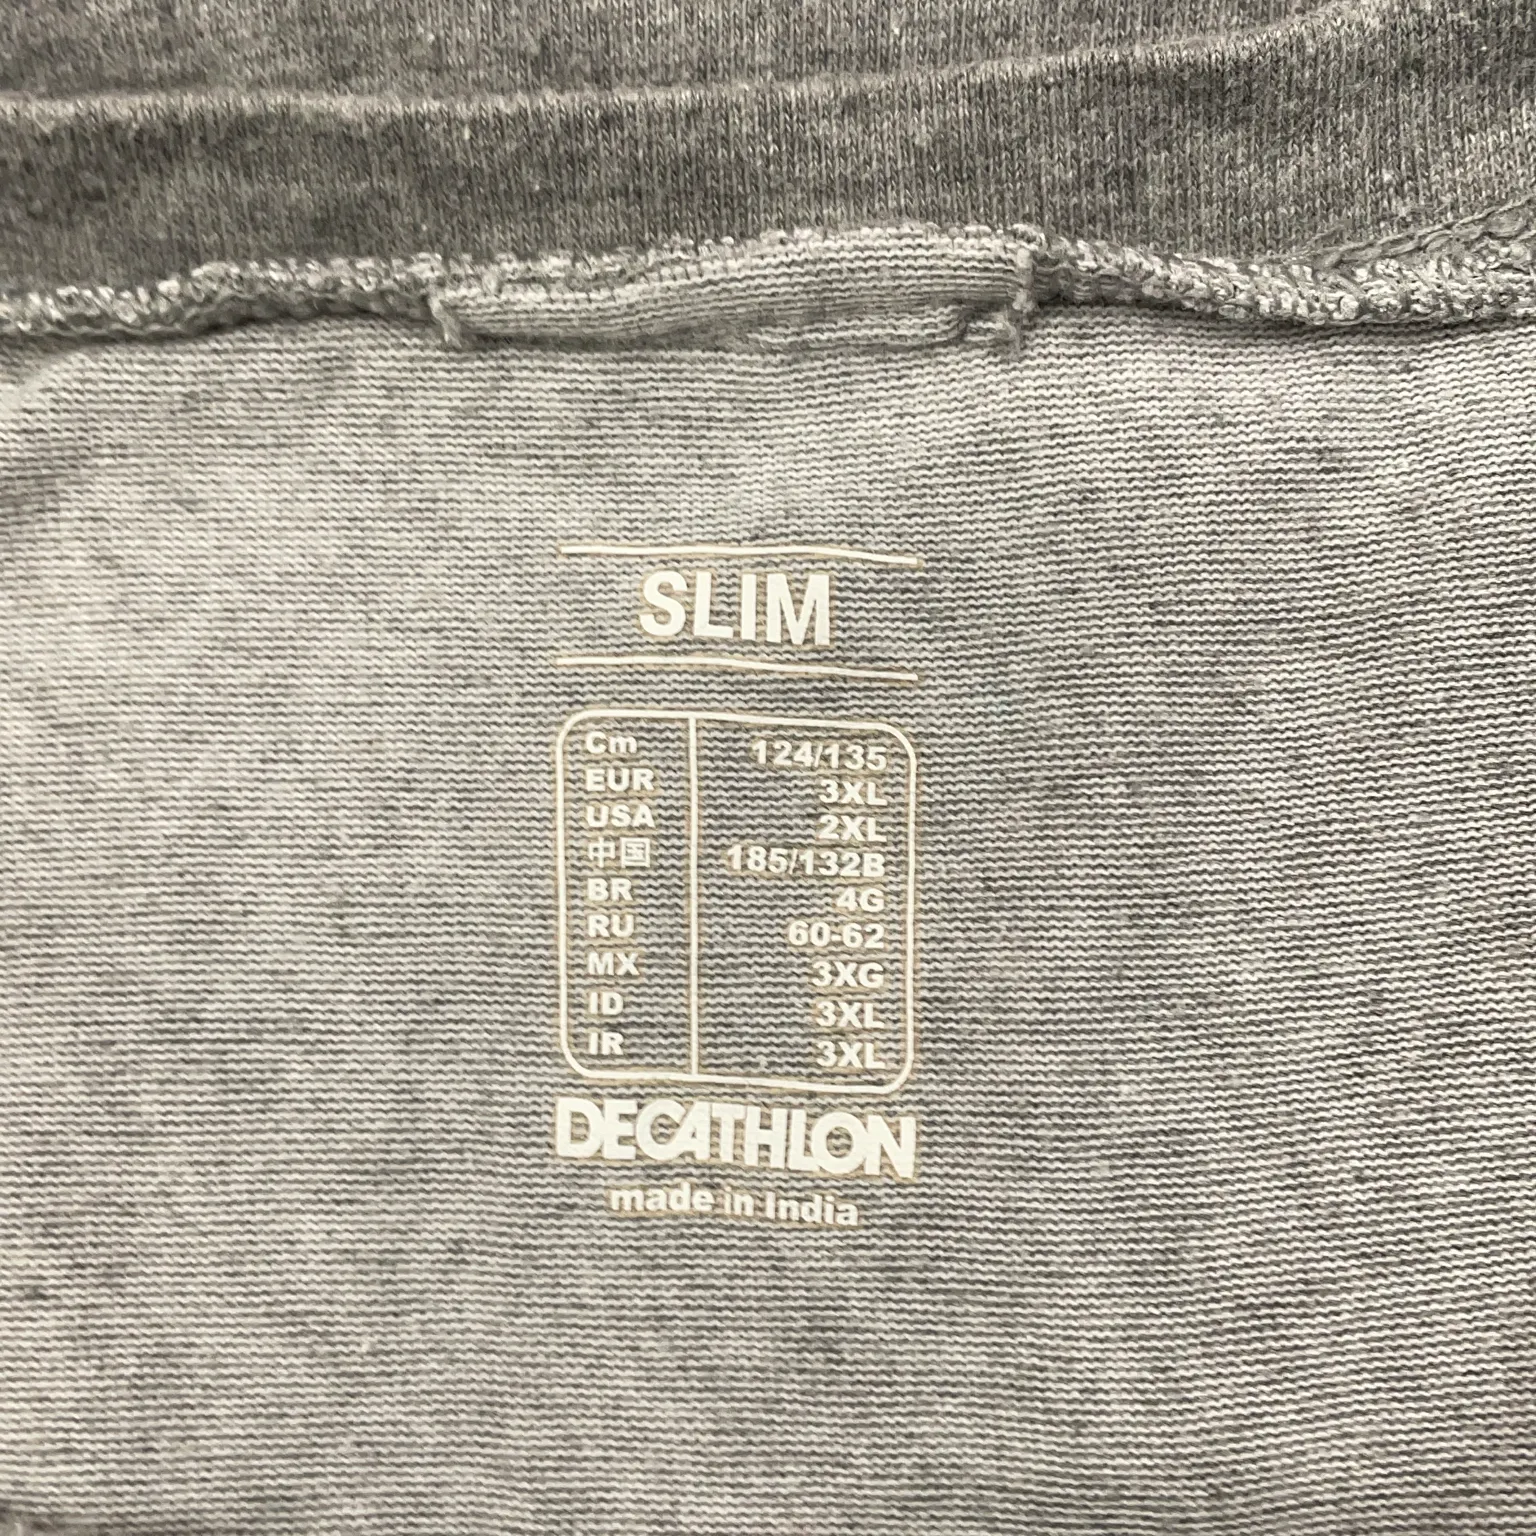 SLIM
Cm 124/135
EUR 3XL
USA 2XL
中国 185/132B
BR 4G
RU 60-62
MX 3XG
ID 3XL
IR 3XL
DECATHLON
made in India